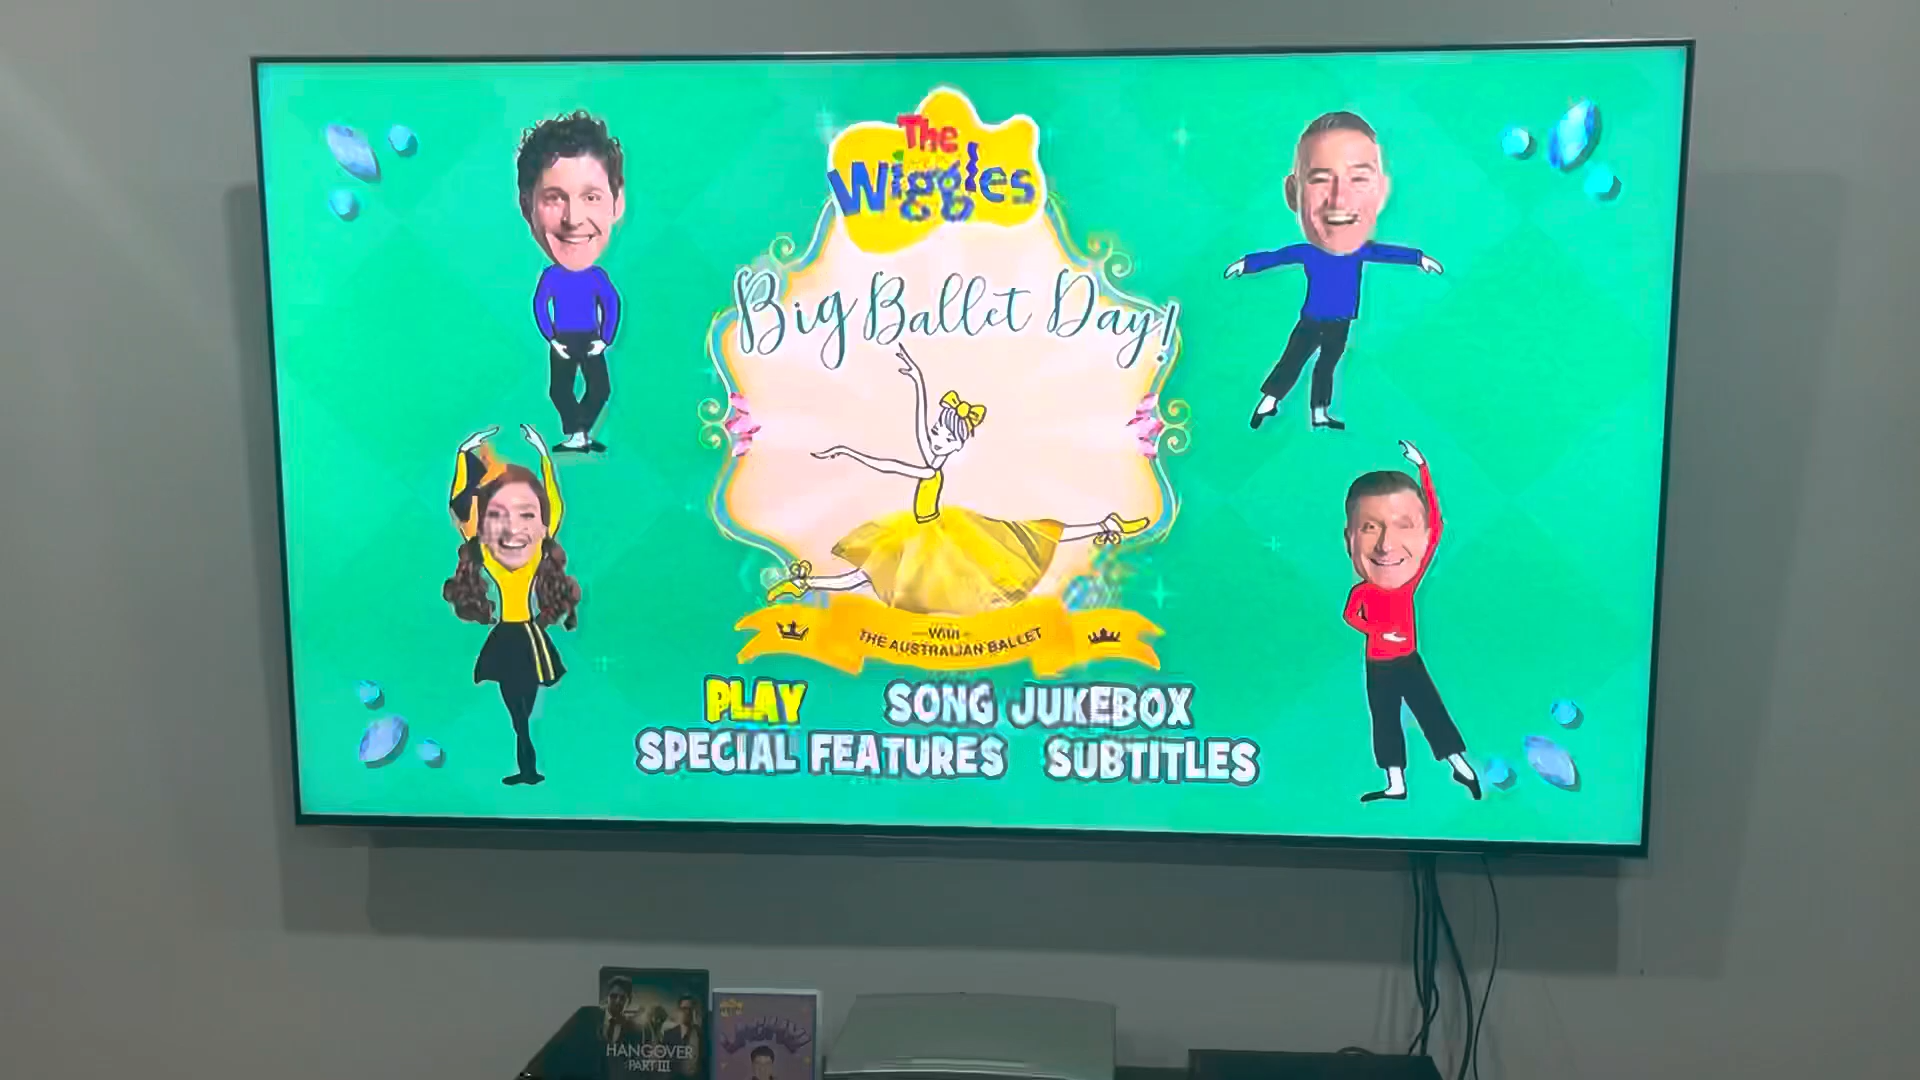 The
Wiggles
Big Ballet Day!
With
THE AUSTRALIAN BALLET
PLAY
SONG JUKEBOX
SPECIAL FEATURES
SUBTITLES
HANGOVER
PART III